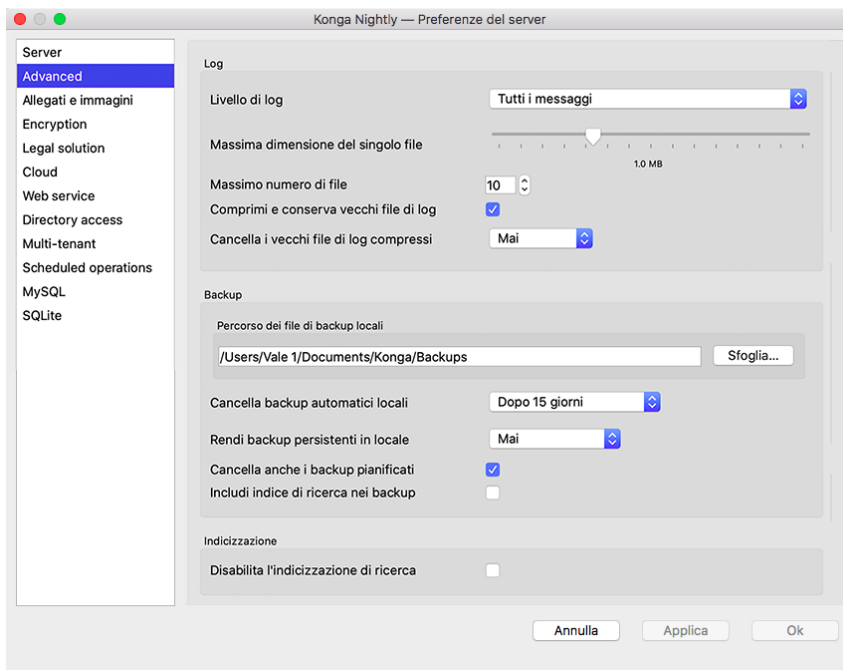 Konga Nightly — Preferenze del server
Server
Advanced
Allegati e immagini
Encryption
Legal solution
Cloud
Web service
Directory access
Multi-tenant
Scheduled operations
MySQL
SQLite
Log
Livello di log Tutti i messaggi
Massima dimensione del singolo file
1.0 MB
Massimo numero di file 10
Comprimi e conserva vecchi file di log
Cancella i vecchi file di log compressi Mai
Backup
Percorso dei file di backup locali
/Users/Vale 1/Documents/Konga/Backups Sfoglia...
Cancella backup automatici locali Dopo 15 giorni
Rendi backup persistenti in locale Mai
Cancella anche i backup pianificati
Includi indice di ricerca nei backup
Indicizzazione
Disabilita l'indicizzazione di ricerca
Annulla Applica Ok